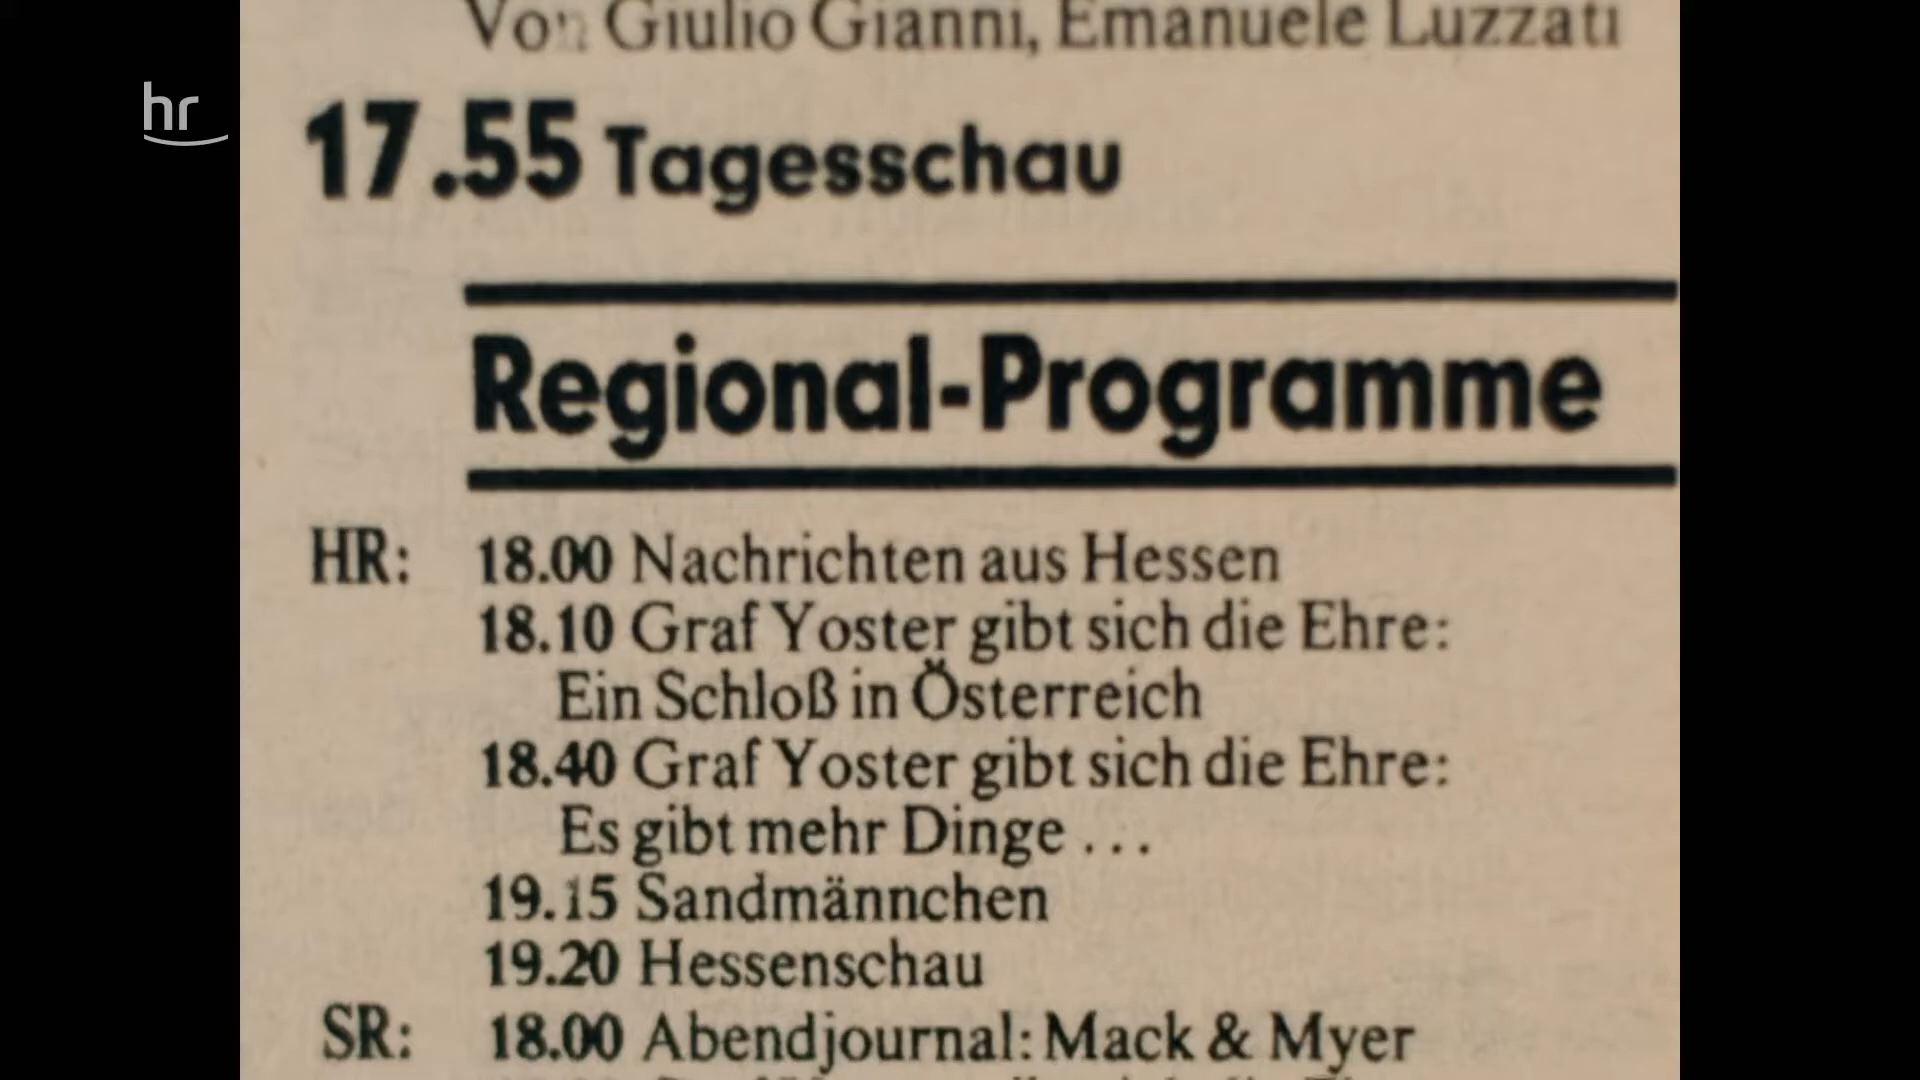 Von Giulio Gianni, Emanuele Luzzati
hr
17.55 Tagesschau
Regional-Programme
HR: 18.00 Nachrichten aus Hessen
18.10 Graf Yoster gibt sich die Ehre:
Ein Schloß in Österreich
18.40 Graf Yoster gibt sich die Ehre:
Es gibt mehr Dinge ...
19.15 Sandmännchen
19.20 Hessenschau
SR: 18.00 Abendjournal: Mack & Myer